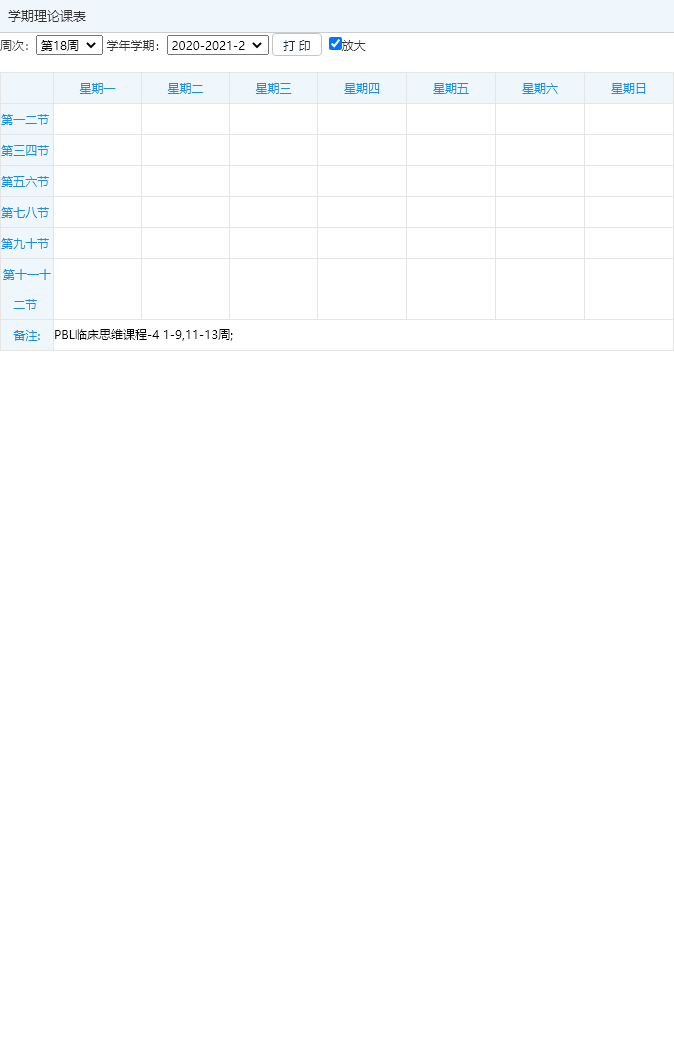 学期理论课表
周次： 第18周 学年学期： 2020-2021-2 打 印 放大
星期一 星期二 星期三 星期四 星期五 星期六 星期日
第一二节
第三四节
第五六节
第七八节
第九十节
第十一十
二节
备注: PBL临床思维课程-4 1-9,11-13周;